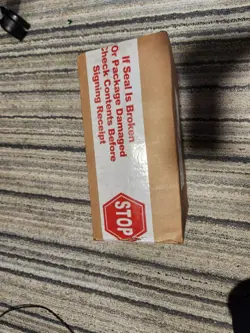 If Seal Is Broken
Or Package Damaged
Check Contents Before
Signing Receipt
STOP